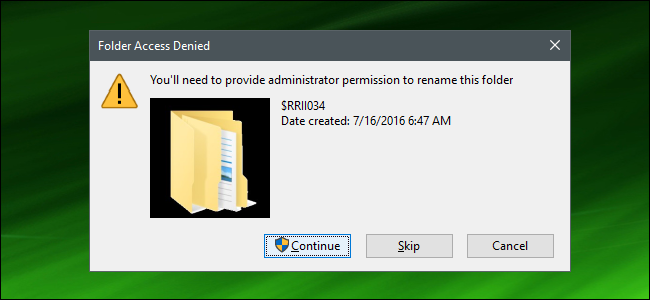 Folder Access Denied
You'll need to provide administrator permission to rename this folder
$RRII034
Date created: 7/16/2016 6:47 AM
Continue Skip Cancel